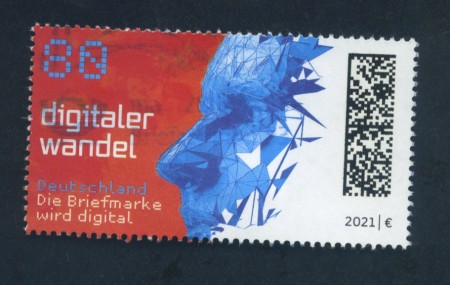 80
digitaler
wandel
Deutschland
Die Briefmarke
wird digital
2021|€